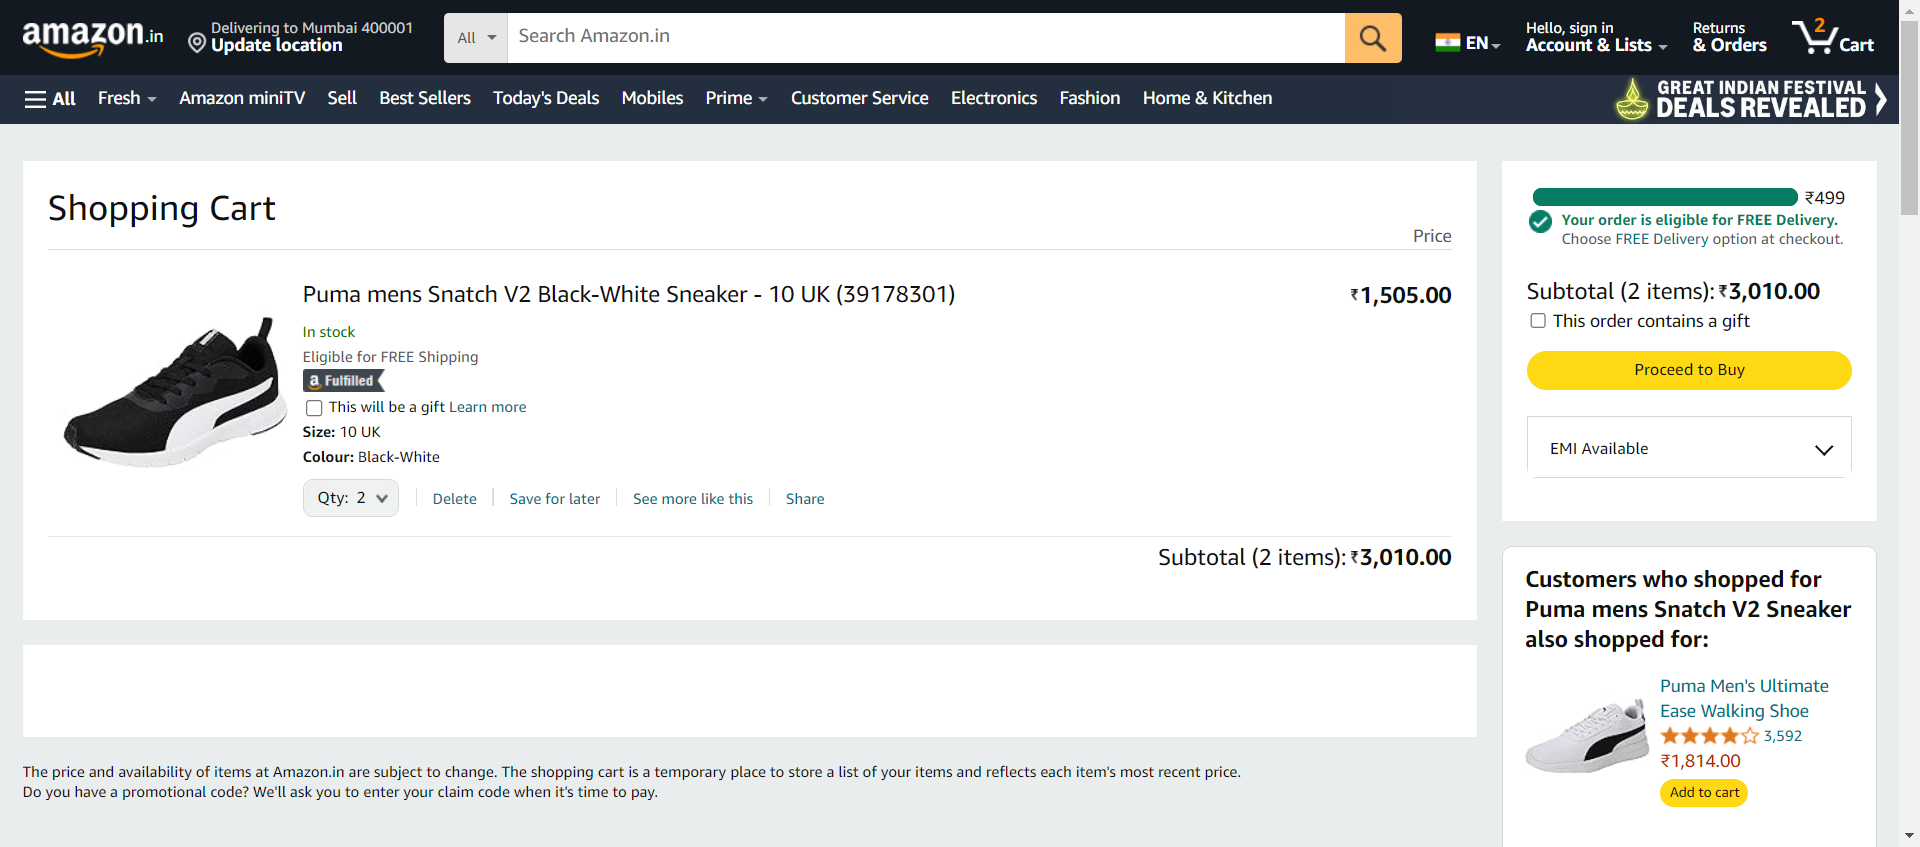 amazon.in
Delivering to Mumbai 400001
Update location
All
Search Amazon.in
EN
Hello, sign in
Account & Lists
Returns
& Orders
2
Cart
All
Fresh
Amazon miniTV
Sell
Best Sellers
Today's Deals
Mobiles
Prime
Customer Service
Electronics
Fashion
Home & Kitchen
GREAT INDIAN FESTIVAL
DEALS REVEALED
Shopping Cart
Price
Puma mens Snatch V2 Black-White Sneaker - 10 UK (39178301)
₹1,505.00
In stock
Eligible for FREE Shipping
a Fulfilled
This will be a gift Learn more
Size: 10 UK
Colour: Black-White
Qty: 2
Delete
Save for later
See more like this
Share
Subtotal (2 items): ₹3,010.00
The price and availability of items at Amazon.in are subject to change. The shopping cart is a temporary place to store a list of your items and reflects each item's most recent price.
Do you have a promotional code? We'll ask you to enter your claim code when it's time to pay.
₹499
Your order is eligible for FREE Delivery.
Choose FREE Delivery option at checkout.
Subtotal (2 items): ₹3,010.00
This order contains a gift
Proceed to Buy
EMI Available
Customers who shopped for
Puma mens Snatch V2 Sneaker
also shopped for:
Puma Men's Ultimate
Ease Walking Shoe
3,592
₹1,814.00
Add to cart